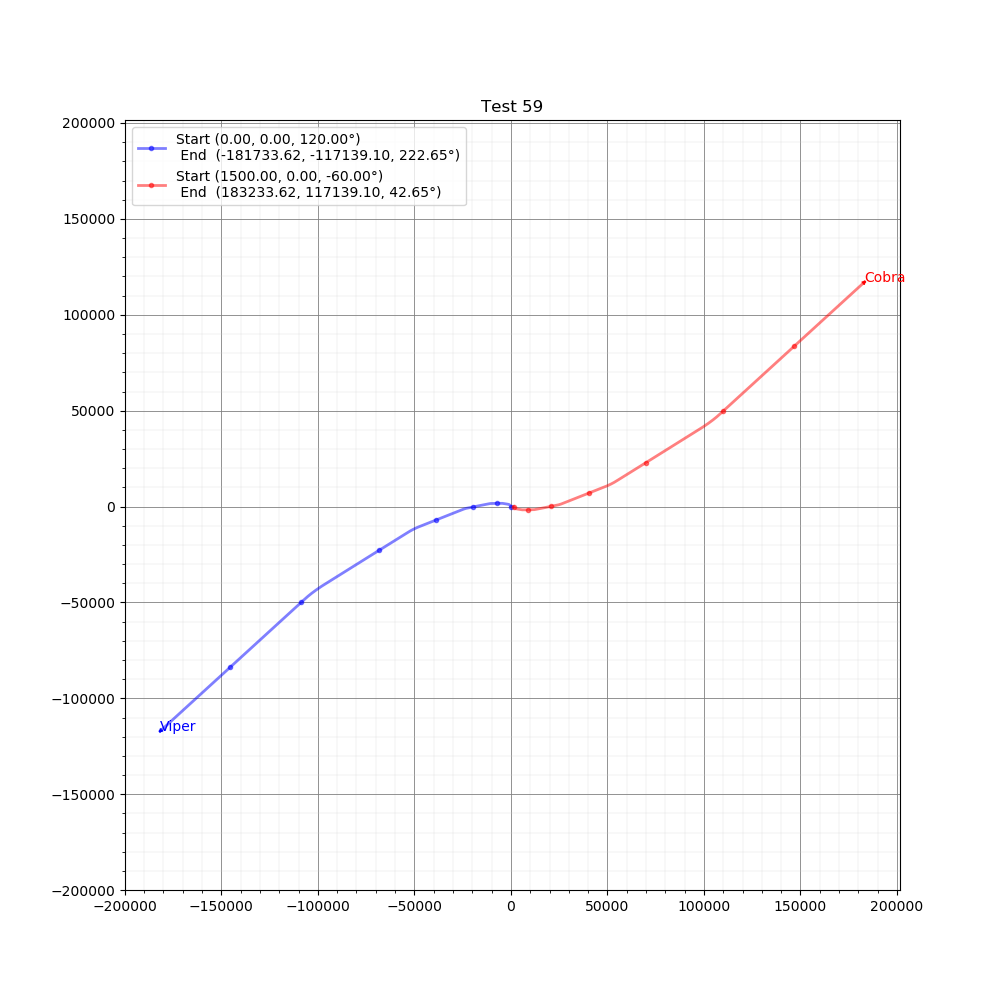 Test 59
Start (0.00, 0.00, 120.00°)
End (-181733.62, -117139.10, 222.65°)
Start (1500.00, 0.00, -60.00°)
End (183233.62, 117139.10, 42.65°)
200000
150000
100000
50000
0
−50000
−100000
−150000
−200000
Cobra
Viper
−200000 −150000 −100000 −50000 0 50000 100000 150000 200000